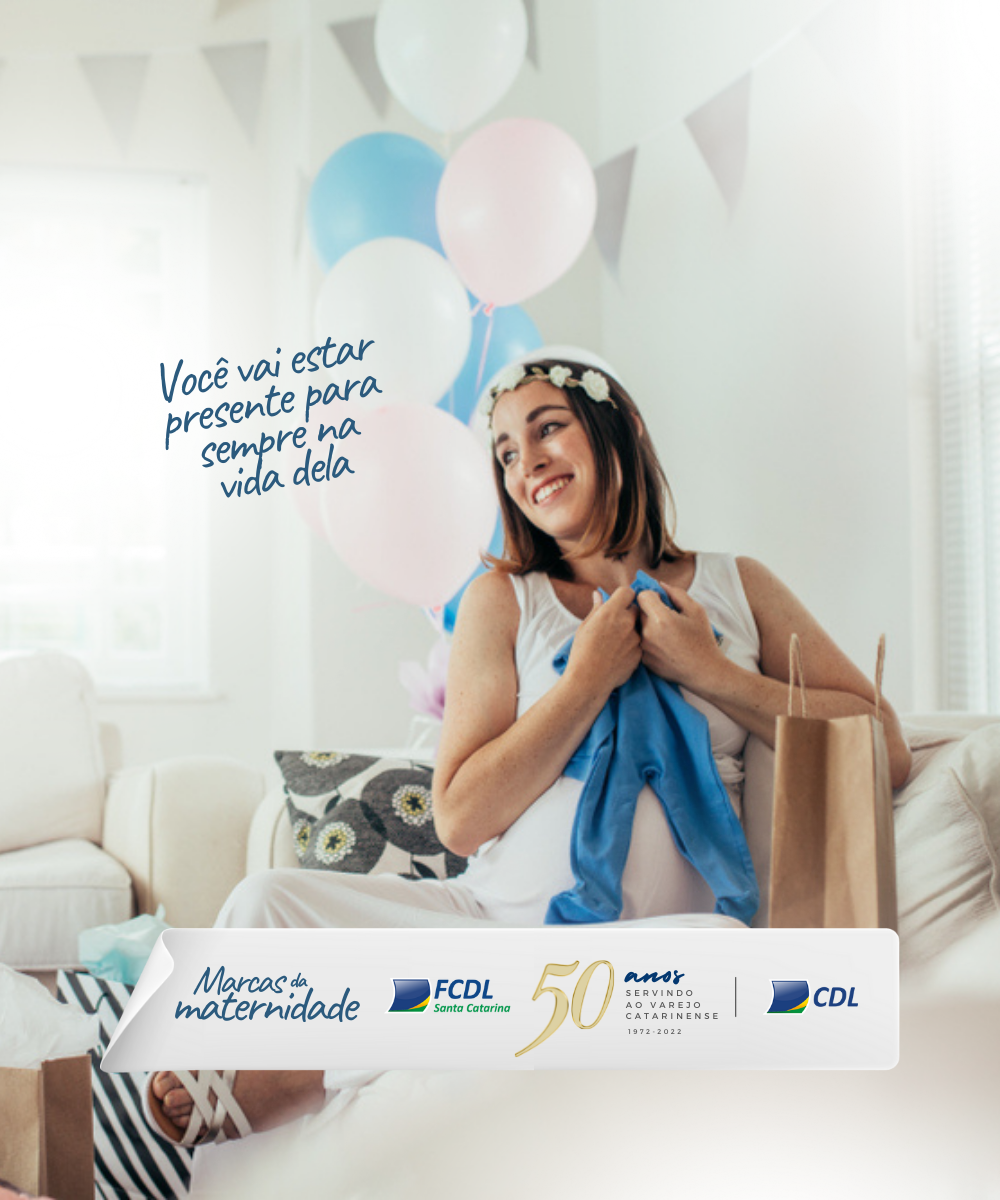 Você vai estar
presente para
sempre na
vida dela
Marcas da
maternidade
FCDL
Santa Catarina
50 anos
SERVINDO
AO VAREJO
CATARINENSE
1972-2022
CDL